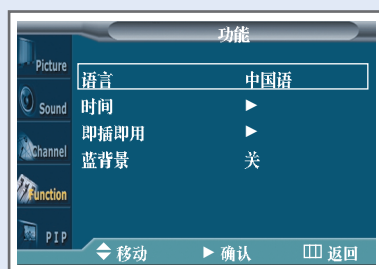 功能
Picture
Sound
Channel
Function
PIP
语言 中国语
时间 ►
即插即用 ►
蓝背景 关
移动 ► 确认 返回